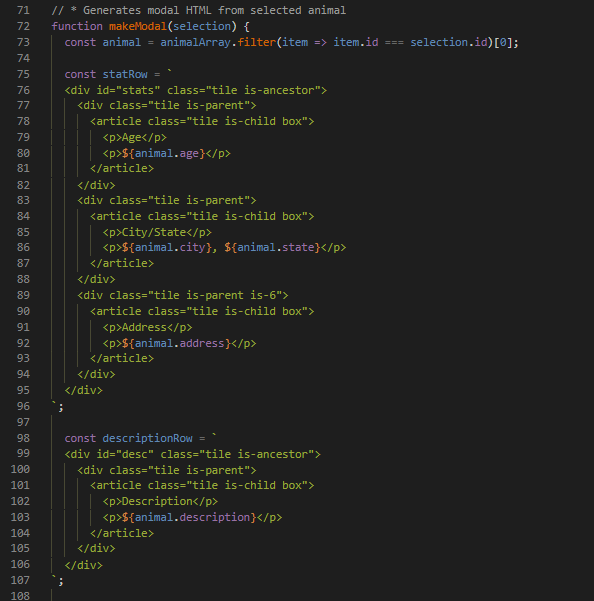 71 // * Generates modal HTML from selected animal
72 function makeModal(selection) {
73   const animal = animalArray.filter(item => item.id === selection.id)[0];
74
75   const statRow = `
76   <div id="stats" class="tile is-ancestor">
77     <div class="tile is-parent">
78       <article class="tile is-child box">
79         <p>Age</p>
80         <p>${animal.age}</p>
81       </article>
82     </div>
83     <div class="tile is-parent">
84       <article class="tile is-child box">
85         <p>City/State</p>
86         <p>${animal.city}, ${animal.state}</p>
87       </article>
88     </div>
89     <div class="tile is-parent is-6">
90       <article class="tile is-child box">
91         <p>Address</p>
92         <p>${animal.address}</p>
93       </article>
94     </div>
95   </div>
96 `;
97
98   const descriptionRow = `
99   <div id="desc" class="tile is-ancestor">
100     <div class="tile is-parent">
101       <article class="tile is-child box">
102         <p>Description</p>
103         <p>${animal.description}</p>
104       </article>
105     </div>
106   </div>
107 `;
108